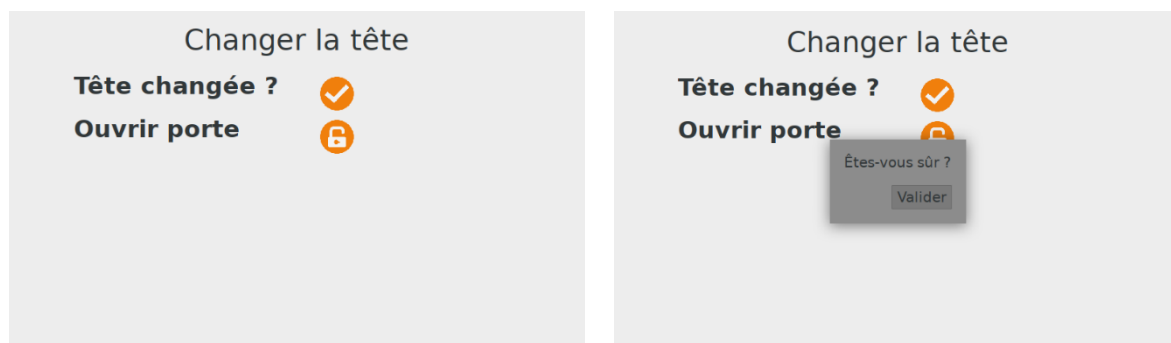 Changer la tête
Tête changée ?
Ouvrir porte
Changer la tête
Tête changée ?
Ouvrir porte
Êtes-vous sûr ?
Valider